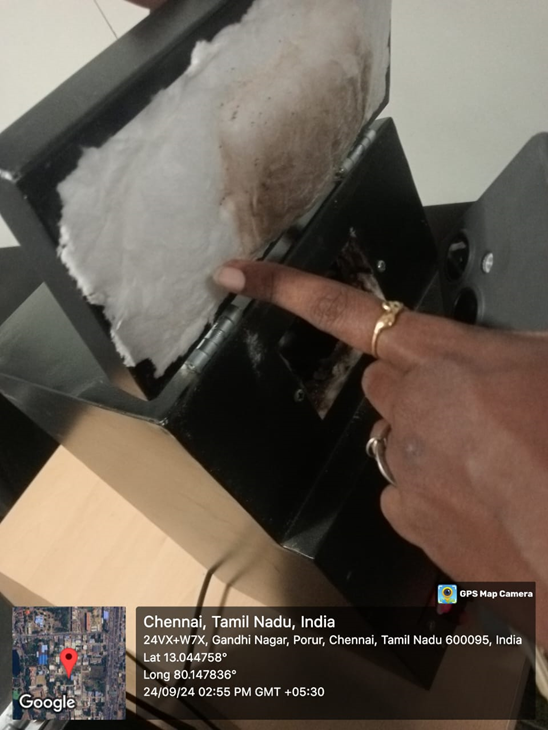 GPS Map Camera
Chennai, Tamil Nadu, India
24VX+W7X, Gandhi Nagar, Porur, Chennai, Tamil Nadu 600095, India
Lat 13.044758°
Long 80.147836°
24/09/24 02:55 PM GMT +05:30
Google